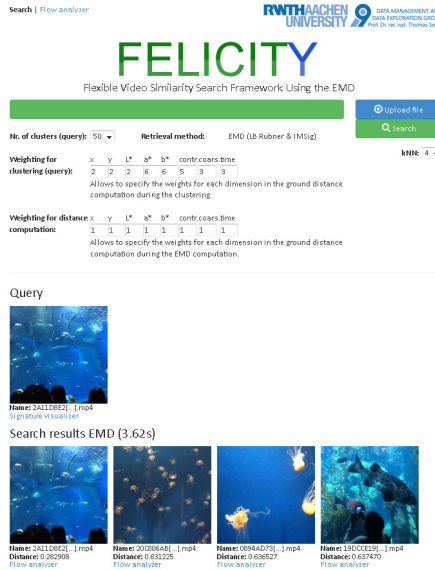 Search | Flow analyzer
RWTH AACHEN
UNIVERSITY
9
DATA MANAGEMENT A
DATA EXPLORATION GRO
Prof. Dr. rer. nat. Thomas Se
FELICITY
Flexible Video Similarity Search Framework Using the EMD
Upload file
Search
Nr. of clusters (query): 50 Retrieval method: EMD (LB Rubner & IMSig)
kNN: 4
Weighting for x y L* a* b* contr. coars. time
clustering (query): 2 2 2 6 6 5 3 3
Allows to specify the weights for each dimension in the ground distance
computation during the clustering.
Weighting for distance x y L* a* b* contr. coars. time
computation: 1 1 1 1 1 1 1 1
Allows to specify the weights for each dimension in the ground distance
computation during the EMD computation.
Query
Name: 2A11D8E2[...].mp4
Signature visualizer
Search results EMD (3.62s)
Name: 2A11D8E2[...].mp4 Name: 200806AB[...].mp4 Name: 0894AD73[...].mp4 Name: 19DCCE19[...].mp4
Distance: 0.282908 Distance: 0.631225 Distance: 0.636527 Distance: 0.637470
Flow analyzer Flow analyzer Flow analyzer Flow analyzer